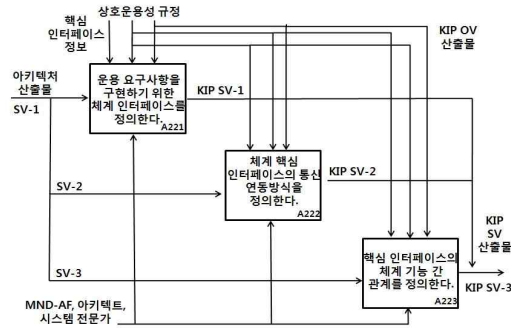 핵심
인터페이스
정보
상호운용성 규정
KIP OV
산출물
아키텍처
산출물
SV-1
운용 요구사항을
구현하기 위한
체계 인터페이스를
정의한다.
A221
KIP SV-1
SV-2
체계 핵심
인터페이스의 통신
연동방식을
정의한다.
A222
KIP SV-2
SV-3
핵심 인터페이스의
체계 기능 간
관계를 정의한다.
A223
KIP
SV
산출물
KIP SV-3
MND-AF, 아키텍트,
시스템 전문가